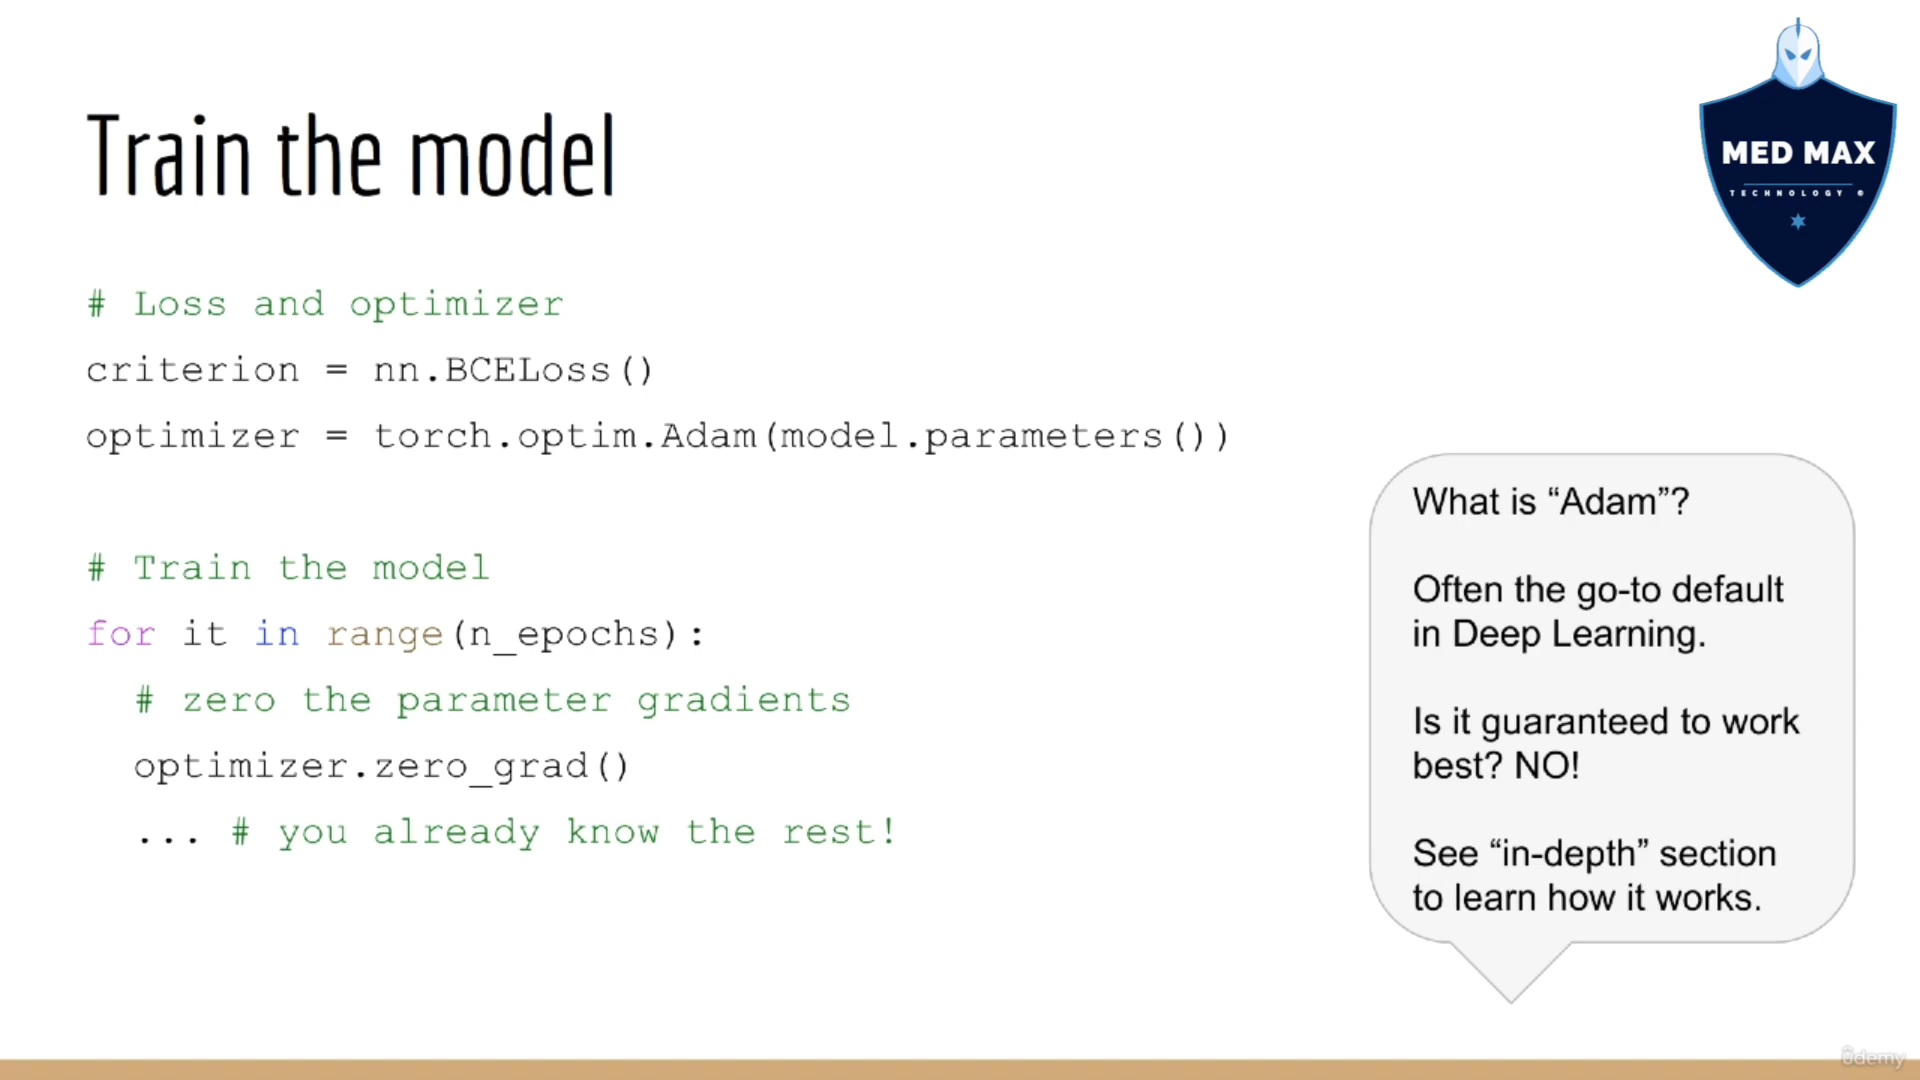 MED MAX
TECHNOLOGY ®
Train the model
# Loss and optimizer
criterion = nn.BCELoss()
optimizer = torch.optim.Adam(model.parameters())
# Train the model
for it in range(n_epochs):
# zero the parameter gradients
optimizer.zero_grad()
... # you already know the rest!
What is “Adam”?
Often the go-to default
in Deep Learning.
Is it guaranteed to work
best? NO!
See “in-depth” section
to learn how it works.
ûdemy